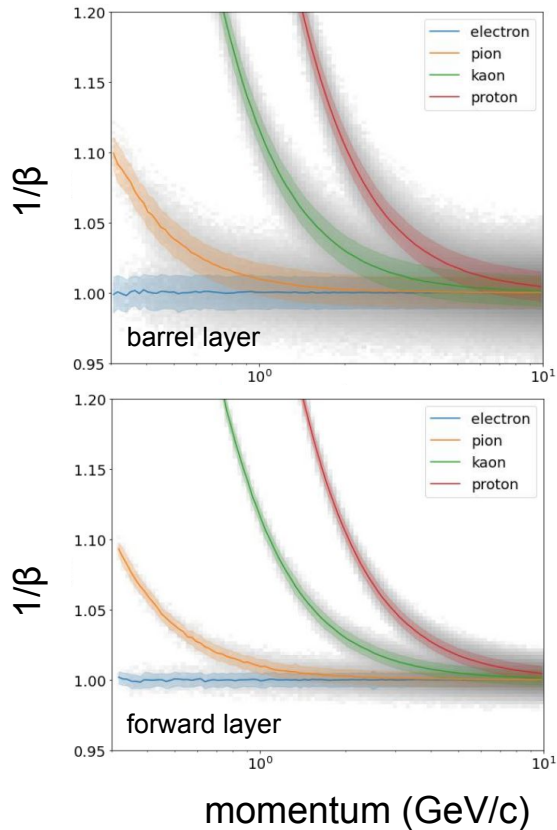 1.20
1.15
1.10
1.05
1.00
0.95
1/β
electron
pion
kaon
proton
barrel layer
10⁰
10¹
1.20
1.15
1.10
1.05
1.00
0.95
1/β
electron
pion
kaon
proton
forward layer
10⁰
10¹
momentum (GeV/c)